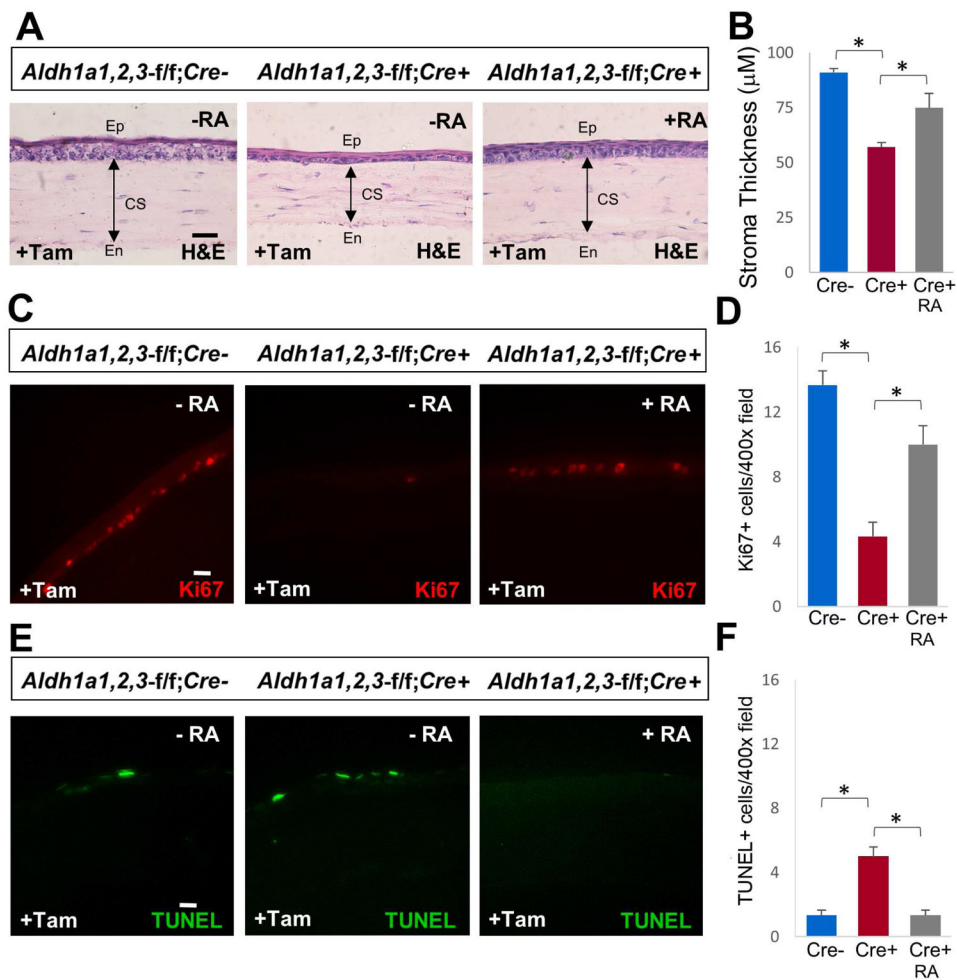 A
Aldh1a1,2,3-f/f;Cre- Aldh1a1,2,3-f/f;Cre+ Aldh1a1,2,3-f/f;Cre+
-RA
Ep
CS
En
+Tam
H&E
-RA
Ep
CS
En
+Tam
H&E
+RA
Ep
CS
En
+Tam
H&E
B
Stroma Thickness (μM)
100
75
50
25
0
Cre-
Cre+
Cre+
RA
*
*
C
Aldh1a1,2,3-f/f;Cre- Aldh1a1,2,3-f/f;Cre+ Aldh1a1,2,3-f/f;Cre+
- RA
+Tam
Ki67
- RA
+Tam
Ki67
+ RA
+Tam
Ki67
D
Ki67+ cells/400x field
16
12
8
4
0
Cre-
Cre+
Cre+
RA
*
*
E
Aldh1a1,2,3-f/f;Cre- Aldh1a1,2,3-f/f;Cre+ Aldh1a1,2,3-f/f;Cre+
- RA
+Tam
TUNEL
- RA
+Tam
TUNEL
+ RA
+Tam
TUNEL
F
TUNEL+ cells/400x field
16
12
8
4
0
Cre-
Cre+
Cre+
RA
*
*